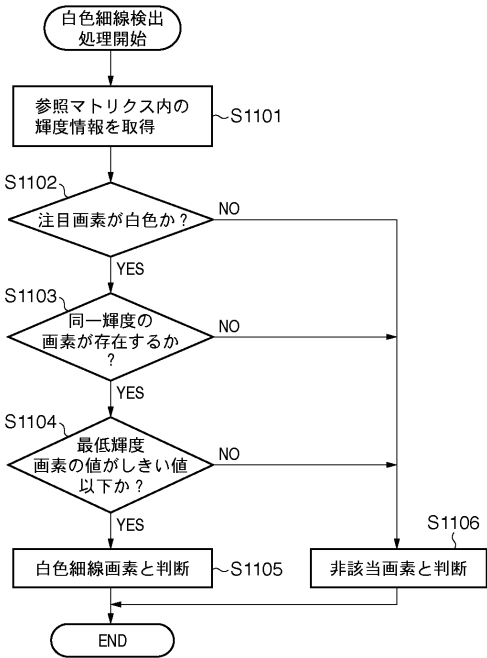 白色細線検出
処理開始
参照マトリクス内の
輝度情報を取得
S1101
S1102
注目画素が白色か?
NO
YES
S1103
同一輝度の
画素が存在するか
?
NO
YES
S1104
最低輝度
画素の値がしきい値
以下か?
NO
YES
S1106
白色細線画素と判断
S1105
非該当画素と判断
END